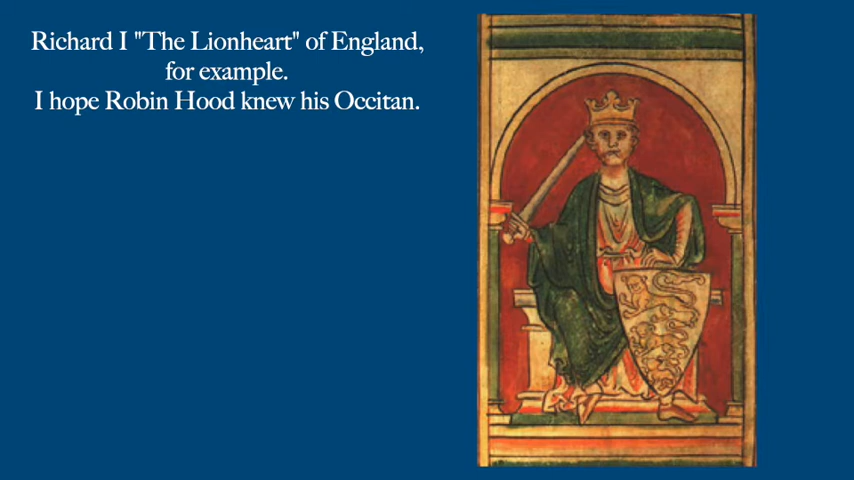 Richard I "The Lionheart" of England,
for example.
I hope Robin Hood knew his Occitan.